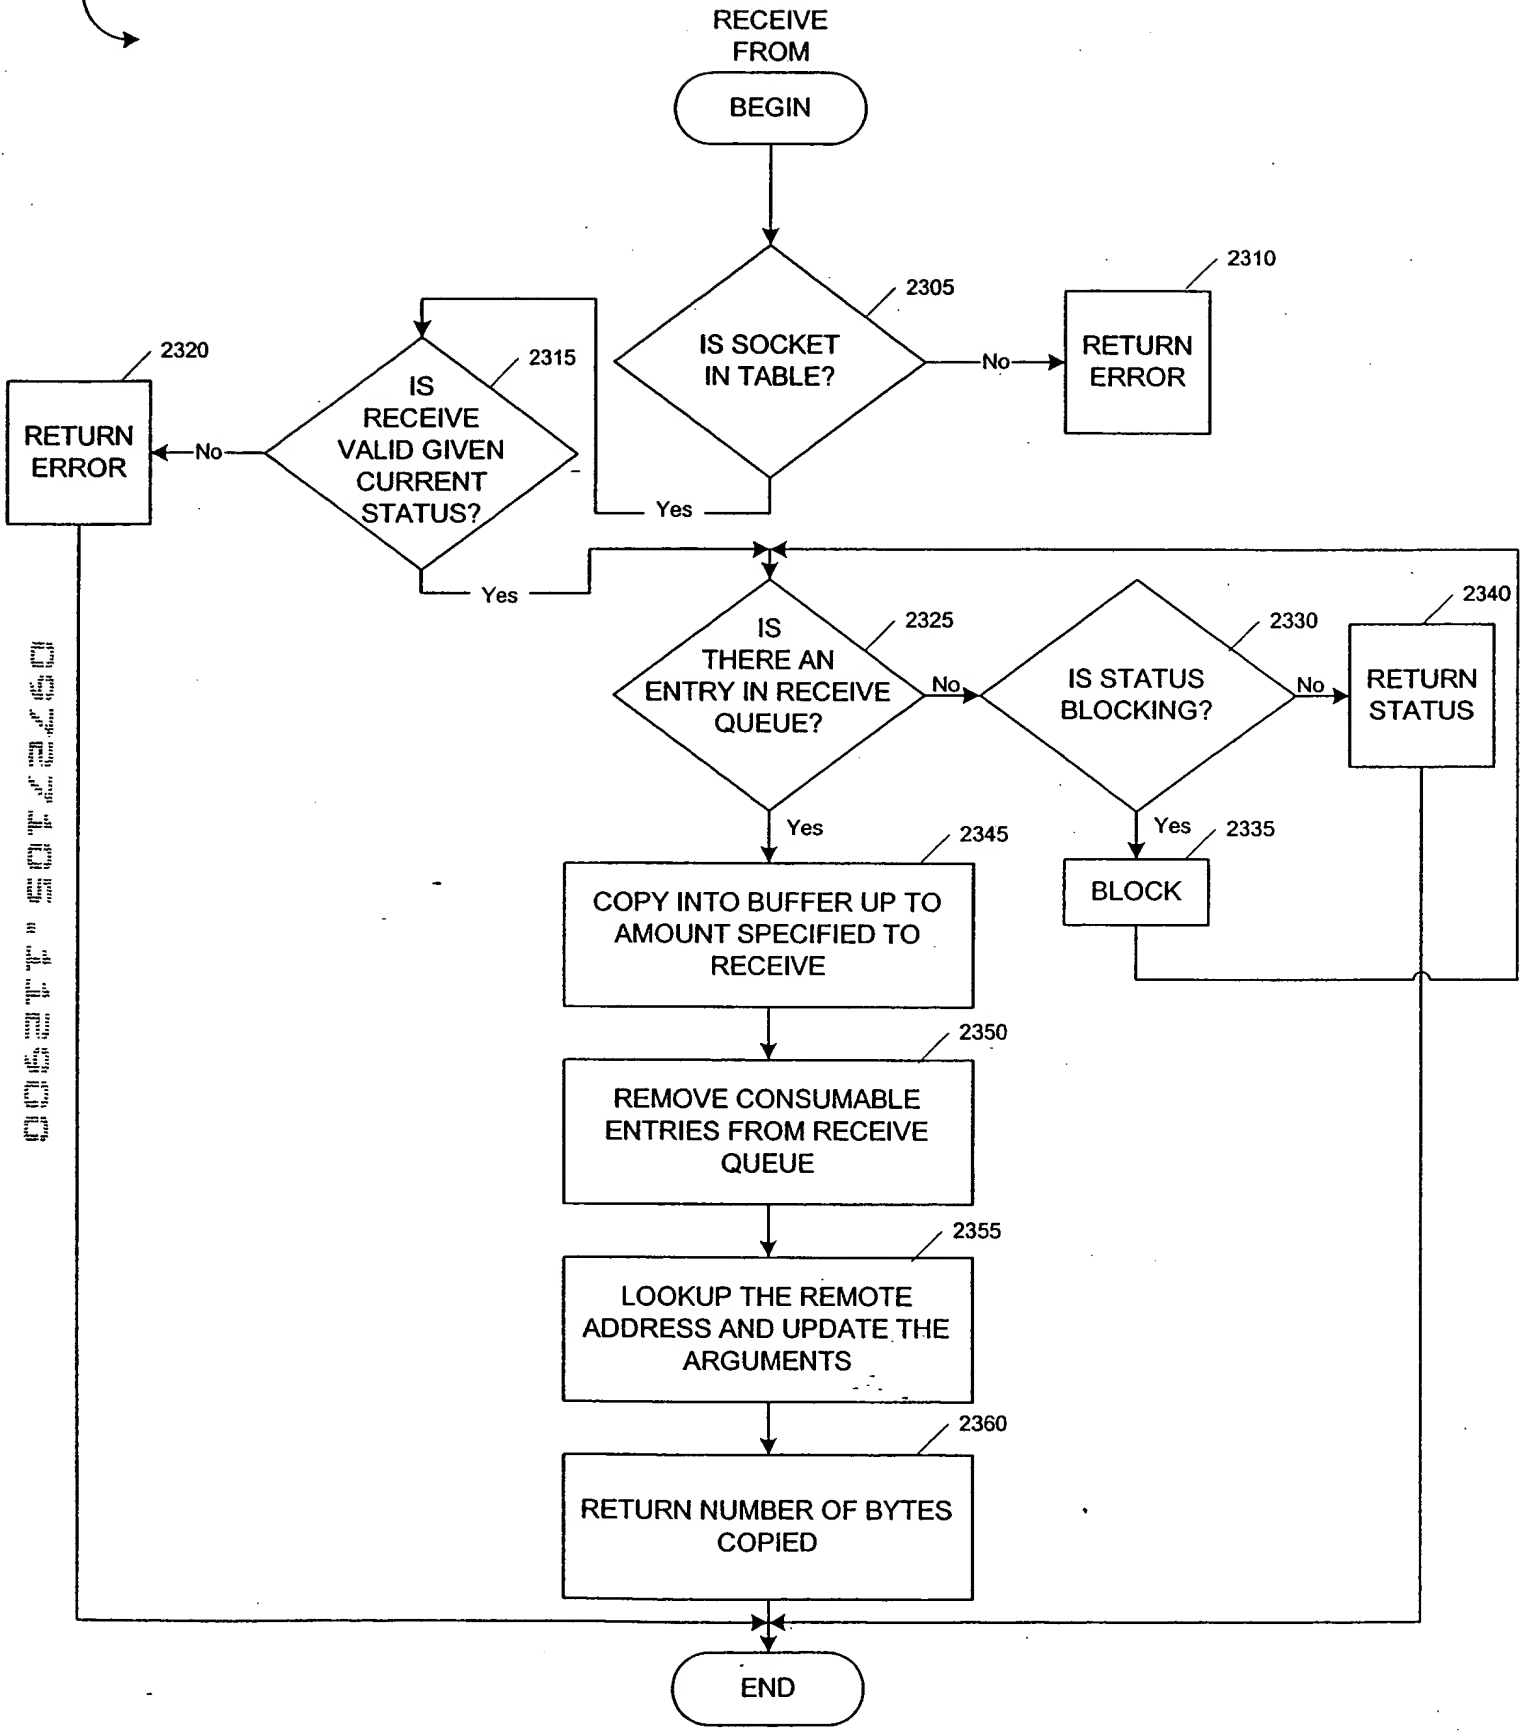 RECEIVE
FROM
BEGIN
2305
IS SOCKET
IN TABLE?
No
2310
RETURN
ERROR
Yes
2315
IS
RECEIVE
VALID GIVEN
CURRENT
STATUS?
No
2320
RETURN
ERROR
Yes
2325
IS
THERE AN
ENTRY IN RECEIVE
QUEUE?
No
2330
IS STATUS
BLOCKING?
No
2340
RETURN
STATUS
Yes
2335
BLOCK
Yes
2345
COPY INTO BUFFER UP TO
AMOUNT SPECIFIED TO
RECEIVE
2350
REMOVE CONSUMABLE
ENTRIES FROM RECEIVE
QUEUE
2355
LOOKUP THE REMOTE
ADDRESS AND UPDATE THE
ARGUMENTS
2360
RETURN NUMBER OF BYTES
COPIED
END
09727105.112900